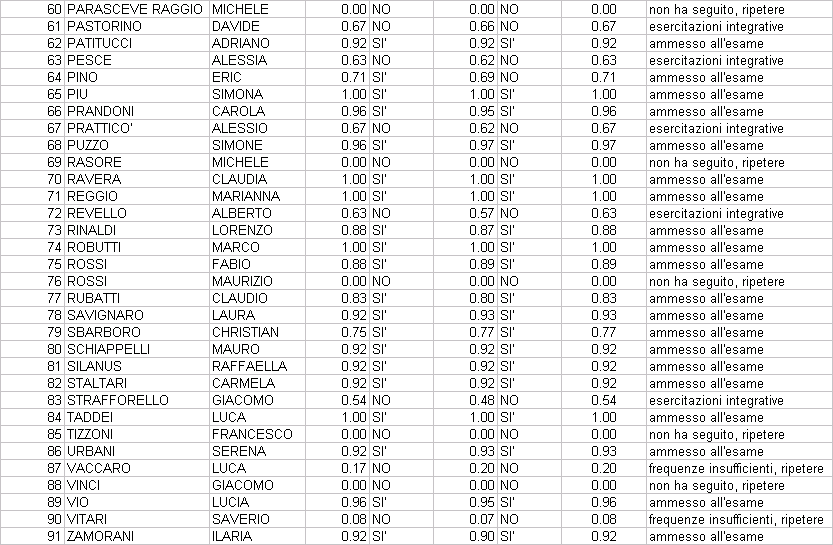 60 PARASCEVE RAGGIO MICHELE 0.00 NO 0.00 NO 0.00 non ha seguito, ripetere
61 PASTORINO DAVIDE 0.67 NO 0.66 NO 0.67 esercitazioni integrative
62 PATITUCCI ADRIANO 0.92 SI' 0.92 SI' 0.92 ammesso all'esame
63 PESCE ALESSIA 0.63 NO 0.62 NO 0.63 esercitazioni integrative
64 PINO ERIC 0.71 SI' 0.69 NO 0.71 ammesso all'esame
65 PIU SIMONA 1.00 SI' 1.00 SI' 1.00 ammesso all'esame
66 PRANDONI CAROLA 0.96 SI' 0.95 SI' 0.96 ammesso all'esame
67 PRATTICO' ALESSIO 0.67 NO 0.62 NO 0.67 esercitazioni integrative
68 PUZZO SIMONE 0.96 SI' 0.97 SI' 0.97 ammesso all'esame
69 RASORE MICHELE 0.00 NO 0.00 NO 0.00 non ha seguito, ripetere
70 RAVERA CLAUDIA 1.00 SI' 1.00 SI' 1.00 ammesso all'esame
71 REGGIO MARIANNA 1.00 SI' 1.00 SI' 1.00 ammesso all'esame
72 REVELLO ALBERTO 0.63 NO 0.57 NO 0.63 esercitazioni integrative
73 RINALDI LORENZO 0.88 SI' 0.87 SI' 0.88 ammesso all'esame
74 ROBUTTI MARCO 1.00 SI' 1.00 SI' 1.00 ammesso all'esame
75 ROSSI FABIO 0.88 SI' 0.89 SI' 0.89 ammesso all'esame
76 ROSSI MAURIZIO 0.00 NO 0.00 NO 0.00 non ha seguito, ripetere
77 RUBATTI CLAUDIO 0.83 SI' 0.80 SI' 0.83 ammesso all'esame
78 SAVIGNARO LAURA 0.92 SI' 0.93 SI' 0.93 ammesso all'esame
79 SBARBORO CHRISTIAN 0.75 SI' 0.77 SI' 0.77 ammesso all'esame
80 SCHIAPPELLI MAURO 0.92 SI' 0.92 SI' 0.92 ammesso all'esame
81 SILANUS RAFFAELLA 0.92 SI' 0.92 SI' 0.92 ammesso all'esame
82 STALTARI CARMELA 0.92 SI' 0.92 SI' 0.92 ammesso all'esame
83 STRAFFORELLO GIACOMO 0.54 NO 0.48 NO 0.54 esercitazioni integrative
84 TADDEI LUCA 1.00 SI' 1.00 SI' 1.00 ammesso all'esame
85 TIZZONI FRANCESCO 0.00 NO 0.00 NO 0.00 non ha seguito, ripetere
86 URBANI SERENA 0.92 SI' 0.93 SI' 0.93 ammesso all'esame
87 VACCARO LUCA 0.17 NO 0.20 NO 0.20 frequenze insufficienti, ripetere
88 VINCI GIACOMO 0.00 NO 0.00 NO 0.00 non ha seguito, ripetere
89 VIO LUCIA 0.96 SI' 0.95 SI' 0.96 ammesso all'esame
90 VITARI SAVERIO 0.08 NO 0.07 NO 0.08 frequenze insufficienti, ripetere
91 ZAMORANI ILARIA 0.92 SI' 0.90 SI' 0.92 ammesso all'esame